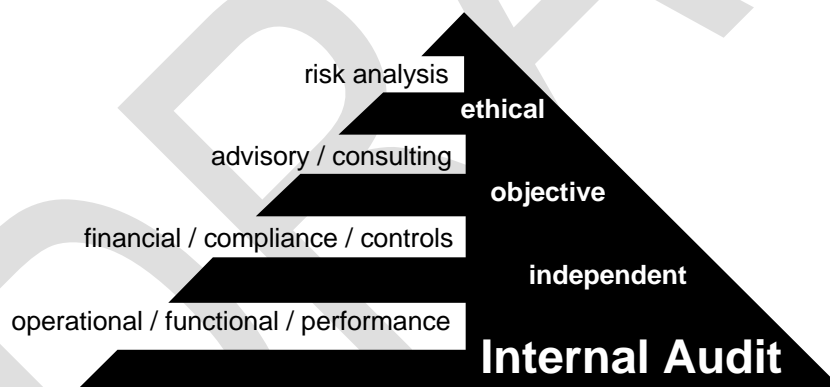 risk analysis
ethical
advisory / consulting
objective
financial / compliance / controls
independent
operational / functional / performance
Internal Audit